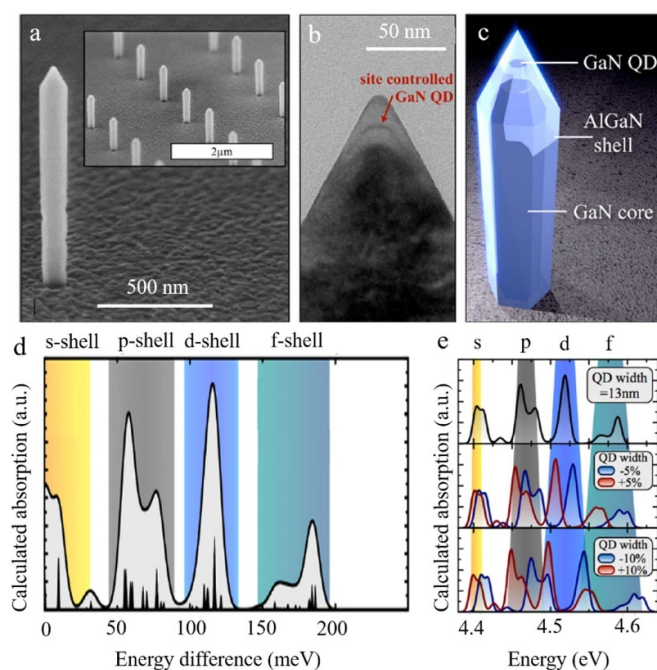 a
2μm
500 nm
b
50 nm
site controlled
GaN QD
c
GaN QD
AlGaN
shell
GaN core
d
s-shell
p-shell
d-shell
f-shell
Calculated absorption (a.u.)
0
50
100
150
200
Energy difference (meV)
e
s
p
d
f
QD width
=13nm
QD width
-5%
+5%
QD width
-10%
+10%
Calculated absorption (a.u.)
4.4
4.5
4.6
Energy (eV)